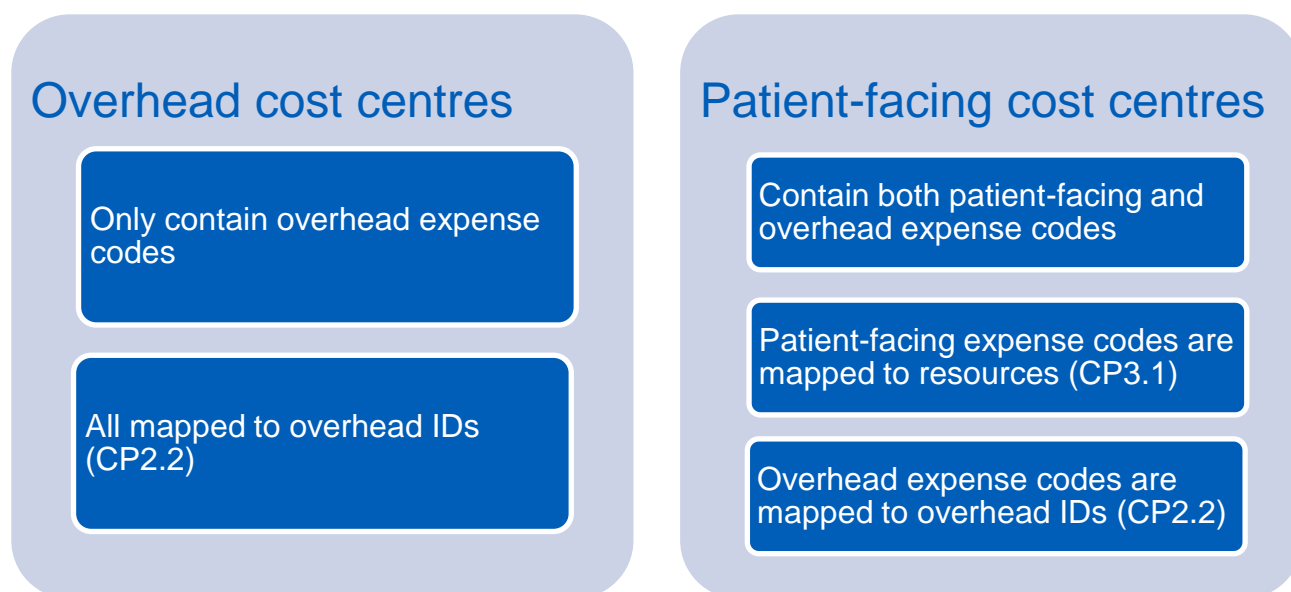 Overhead cost centres
Only contain overhead expense
codes
All mapped to overhead IDs
(CP2.2)
Patient-facing cost centres
Contain both patient-facing and
overhead expense codes
Patient-facing expense codes are
mapped to resources (CP3.1)
Overhead expense codes are
mapped to overhead IDs (CP2.2)